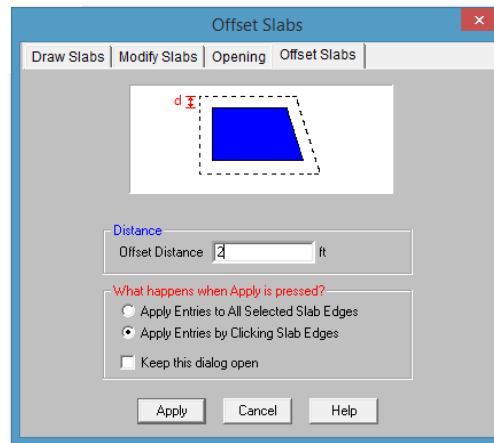 Offset Slabs
Draw Slabs Modify Slabs Opening Offset Slabs
d
Distance
Offset Distance 2 ft
What happens when Apply is pressed?
Apply Entries to All Selected Slab Edges
Apply Entries by Clicking Slab Edges
Keep this dialog open
Apply Cancel Help